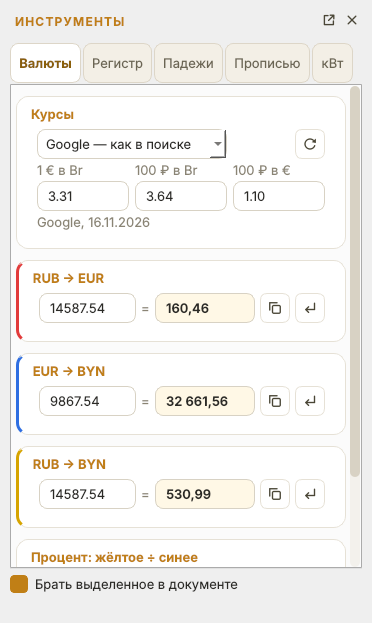 ИНСТРУМЕНТЫ
Валюты Регистр Падежи Прописью кВт
Курсы
Google — как в поиске
1 € в Br 100 ₽ в Br 100 ₽ в €
3.31 3.64 1.10
Google, 16.11.2026
RUB → EUR
14587.54 = 160,46
EUR → BYN
9867.54 = 32 661,56
RUB → BYN
14587.54 = 530,99
Процент: жёлтое ÷ синее
Брать выделенное в документе